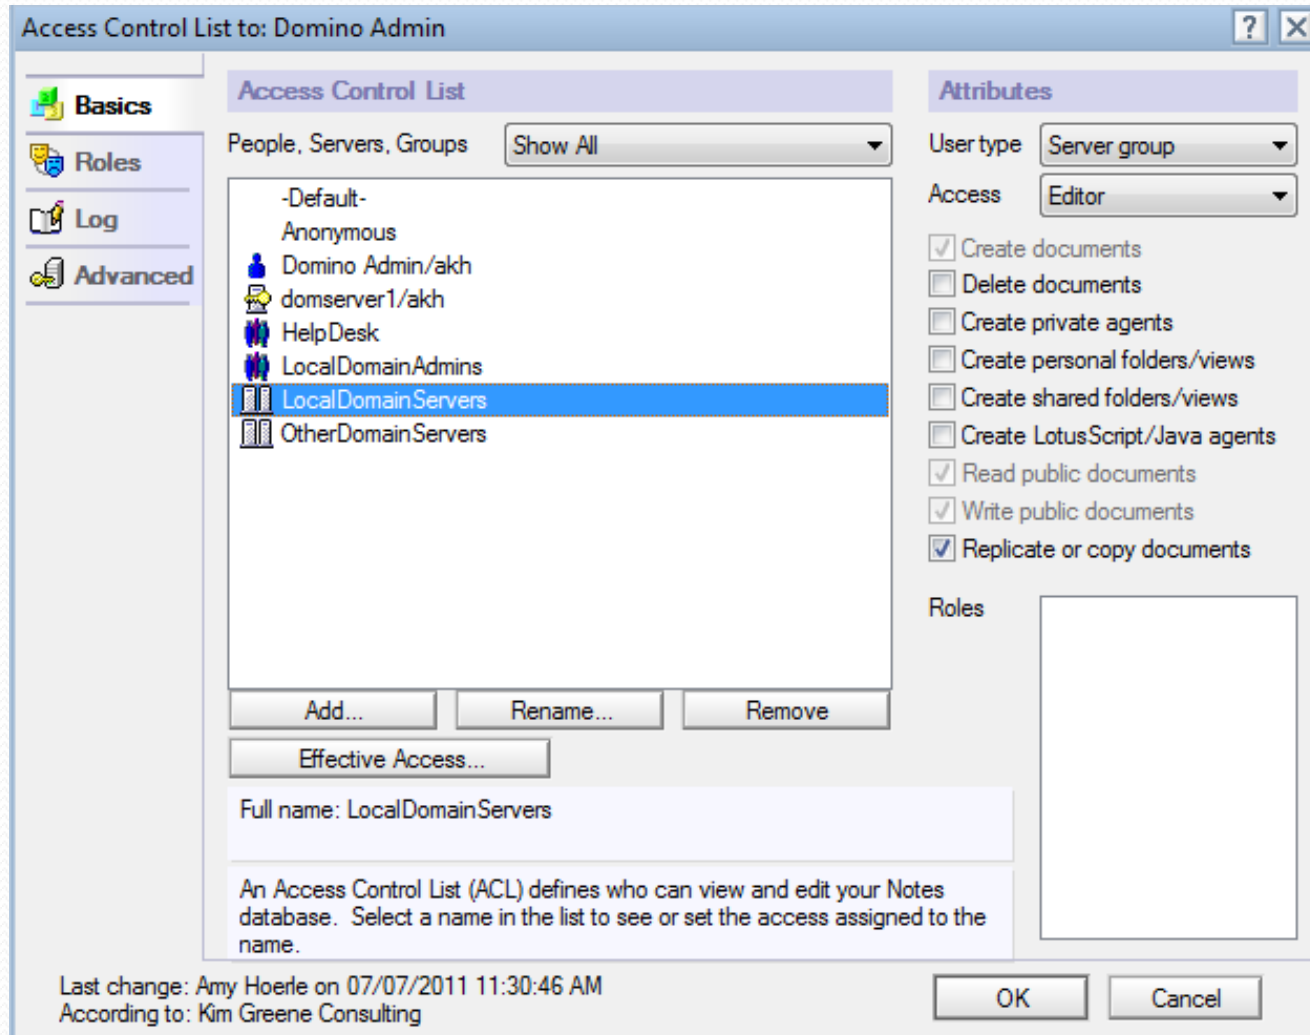 Access Control List to: Domino Admin
Basics
Roles
Log
Advanced
Access Control List
People, Servers, Groups
Show All
-Default-
Anonymous
Domino Admin/akh
domserver1/akh
HelpDesk
LocalDomainAdmins
LocalDomainServers
OtherDomainServers
Add...
Rename...
Remove
Effective Access...
Full name: LocalDomainServers
An Access Control List (ACL) defines who can view and edit your Notes
database. Select a name in the list to see or set the access assigned to the
name.
Attributes
User type
Server group
Access
Editor
Create documents
Delete documents
Create private agents
Create personal folders/views
Create shared folders/views
Create LotusScript/Java agents
Read public documents
Write public documents
Replicate or copy documents
Roles
Last change: Amy Hoerle on 07/07/2011 11:30:46 AM
According to: Kim Greene Consulting
OK
Cancel